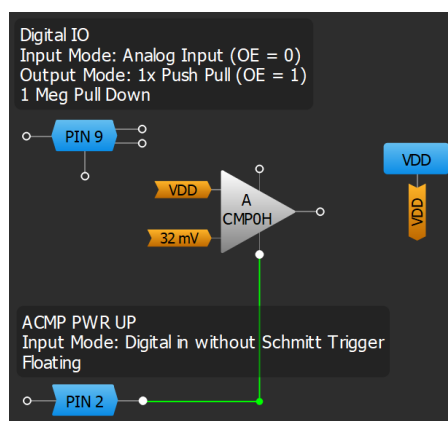 Digital IO
Input Mode: Analog Input (OE = 0)
Output Mode: 1x Push Pull (OE = 1)
1 Meg Pull Down
PIN 9
VDD
VDD
A
CMP0H
VDD
32 mV
ACMP PWR UP
Input Mode: Digital in without Schmitt Trigger
Floating
PIN 2